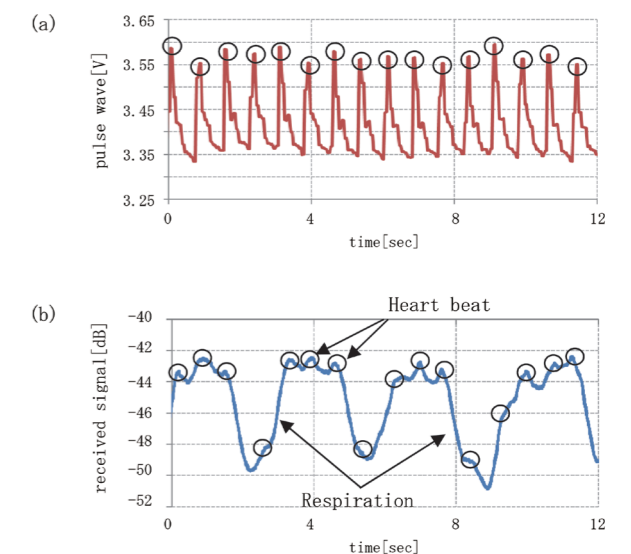 (a)
pulse wave[V]
3.65
3.55
3.45
3.35
3.25
0 4 8 12
time[sec]
(b)
Heart beat
received signal[dB]
-40
-42
-44
-46
-48
-50
-52
Respiration
0 4 8 12
time[sec]